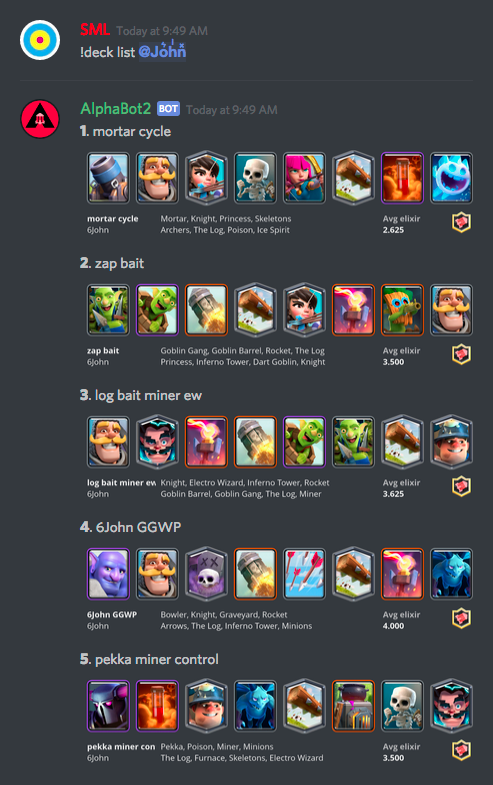 SML Today at 9:49 AM
!deck list @Jo͛hͥn̈
AlphaBot2 BOT Today at 9:49 AM
1. mortar cycle
mortar cycle Mortar, Knight, Princess, Skeletons Avg elixir
6John Archers, The Log, Poison, Ice Spirit 2.625
2. zap bait
zap bait Goblin Gang, Goblin Barrel, Rocket, The Log Avg elixir
6John Princess, Inferno Tower, Dart Goblin, Knight 3.500
3. log bait miner ew
log bait miner ew Knight, Electro Wizard, Inferno Tower, Rocket Avg elixir
6John Goblin Barrel, Goblin Gang, The Log, Miner 3.625
4. 6John GGWP
6John GGWP Bowler, Knight, Graveyard, Rocket Avg elixir
6John Arrows, The Log, Inferno Tower, Minions 4.000
5. pekka miner control
pekka miner con Pekka, Poison, Miner, Minions Avg elixir
6John The Log, Furnace, Skeletons, Electro Wizard 3.500